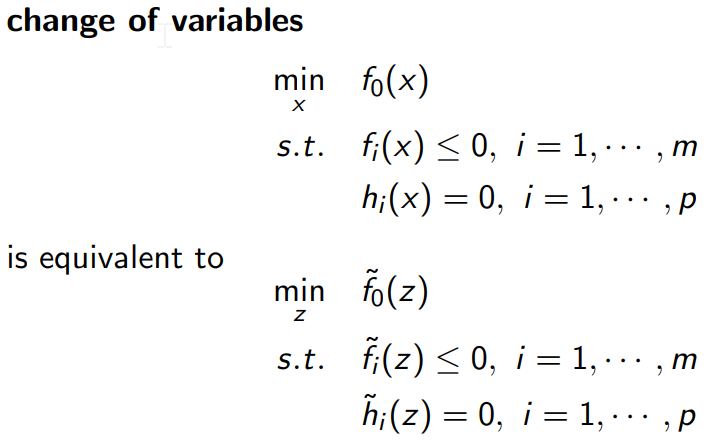 change of variables
min f₀(x)
x
s.t. fᵢ(x) ≤ 0, i = 1, ⋯ , m
hᵢ(x) = 0, i = 1, ⋯ , p
is equivalent to
min f̃₀(z)
z
s.t. f̃ᵢ(z) ≤ 0, i = 1, ⋯ , m
h̃ᵢ(z) = 0, i = 1, ⋯ , p